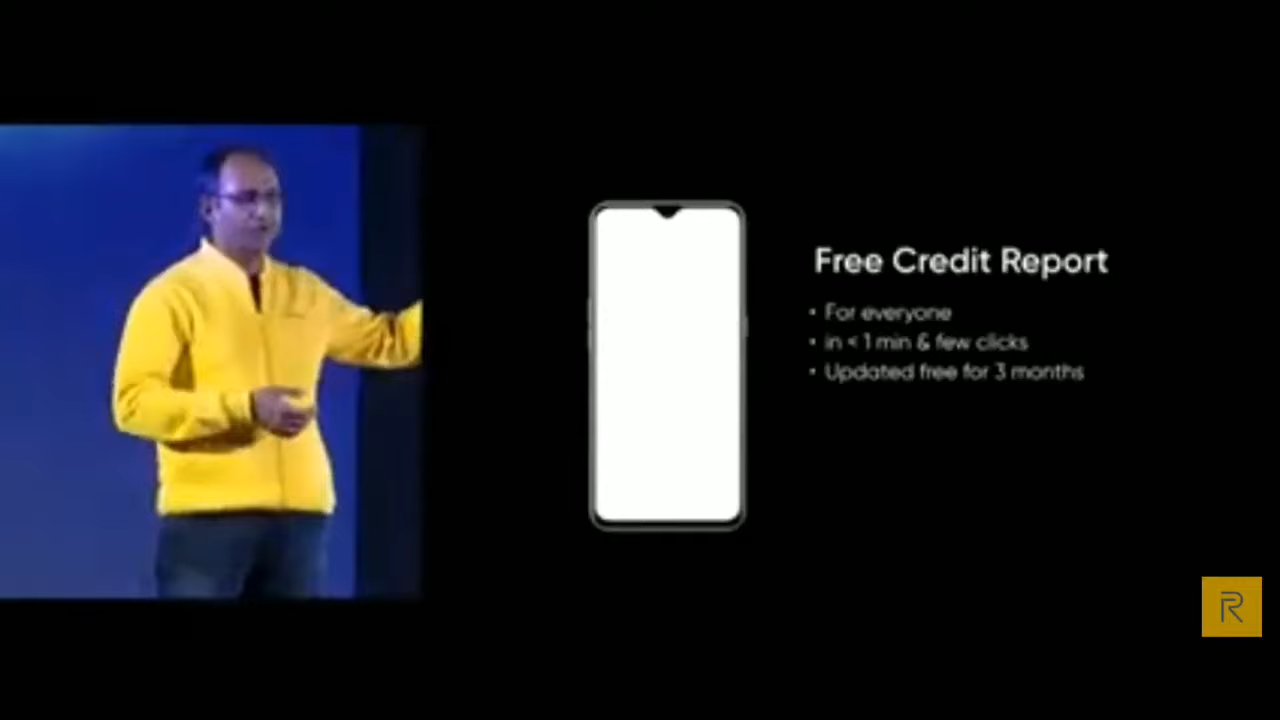 Free Credit Report
• For everyone
• in < 1 min & few clicks
• Updated free for 3 months
R